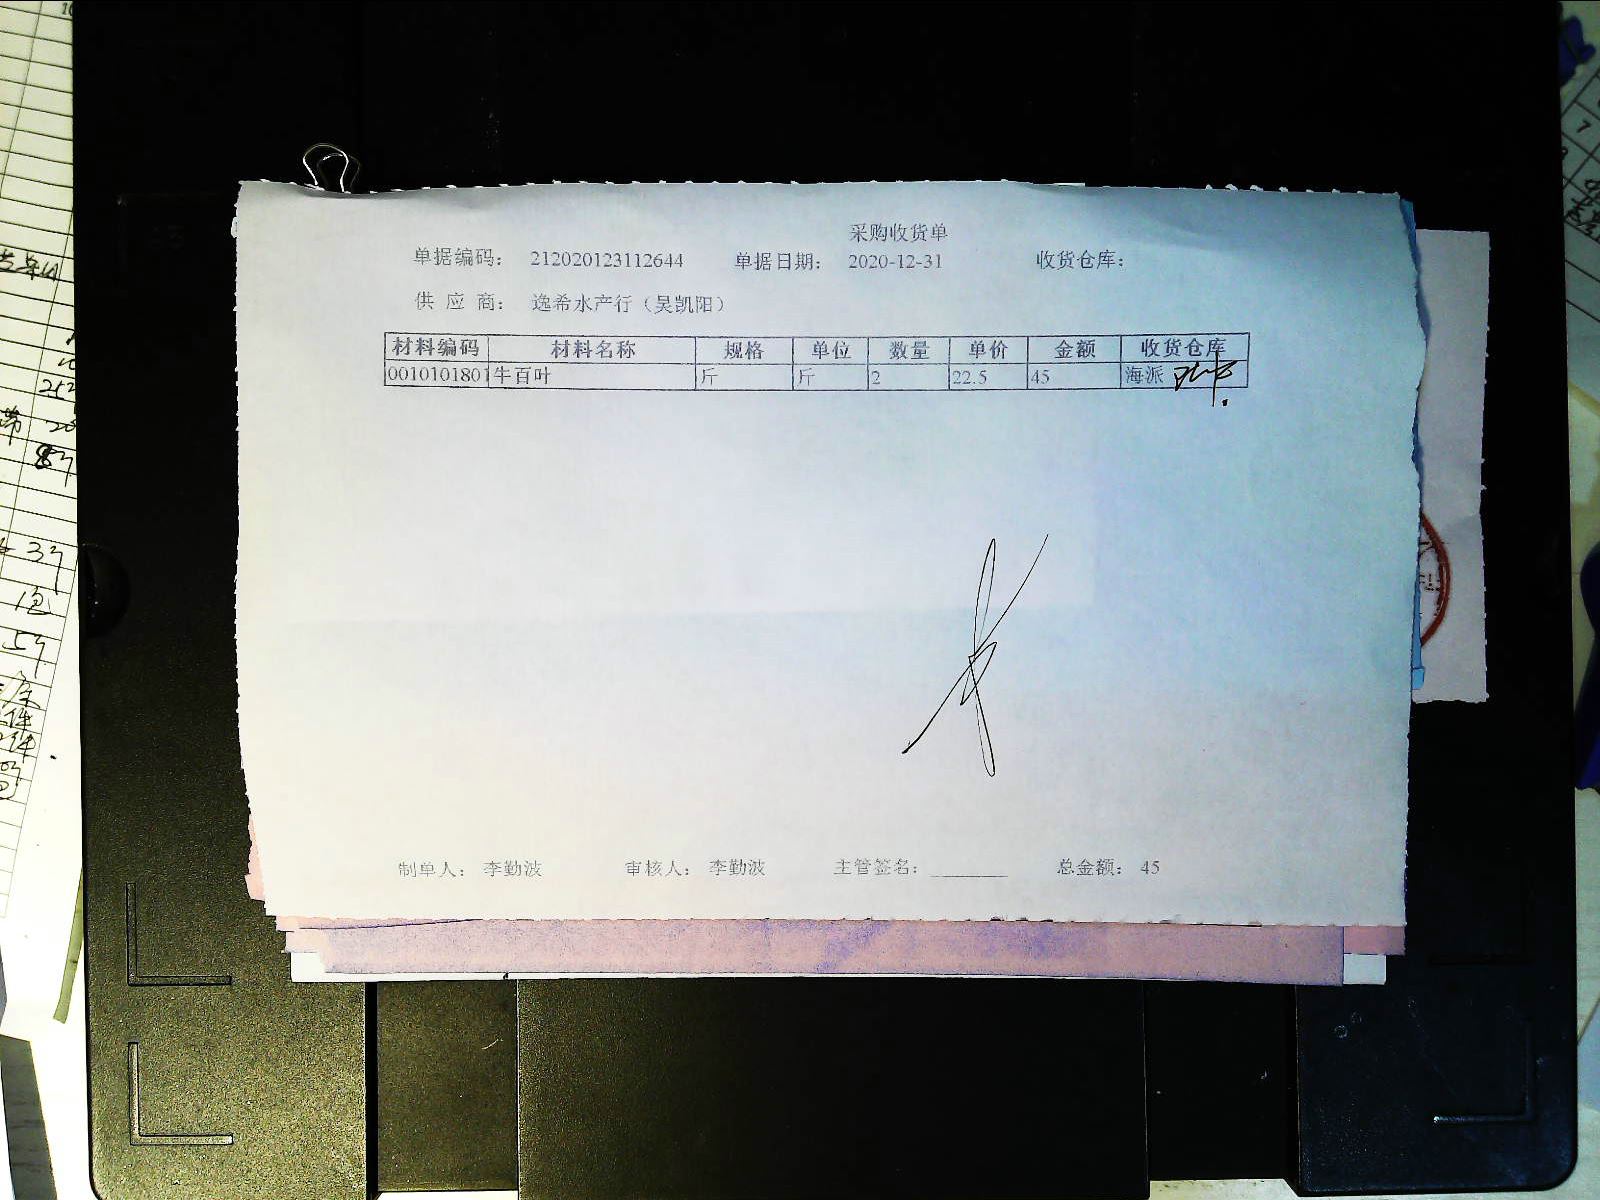 采购收货单
单据编码： 212020123112644 单据日期： 2020-12-31 收货仓库：
供 应 商： 逸希水产行（吴凯阳）
材料编码 材料名称 规格 单位 数量 单价 金额 收货仓库
0010101801 牛百叶 斤 斤 2 22.5 45 海派
制单人： 李勤波 审核人： 李勤波 主管签名： 总金额： 45